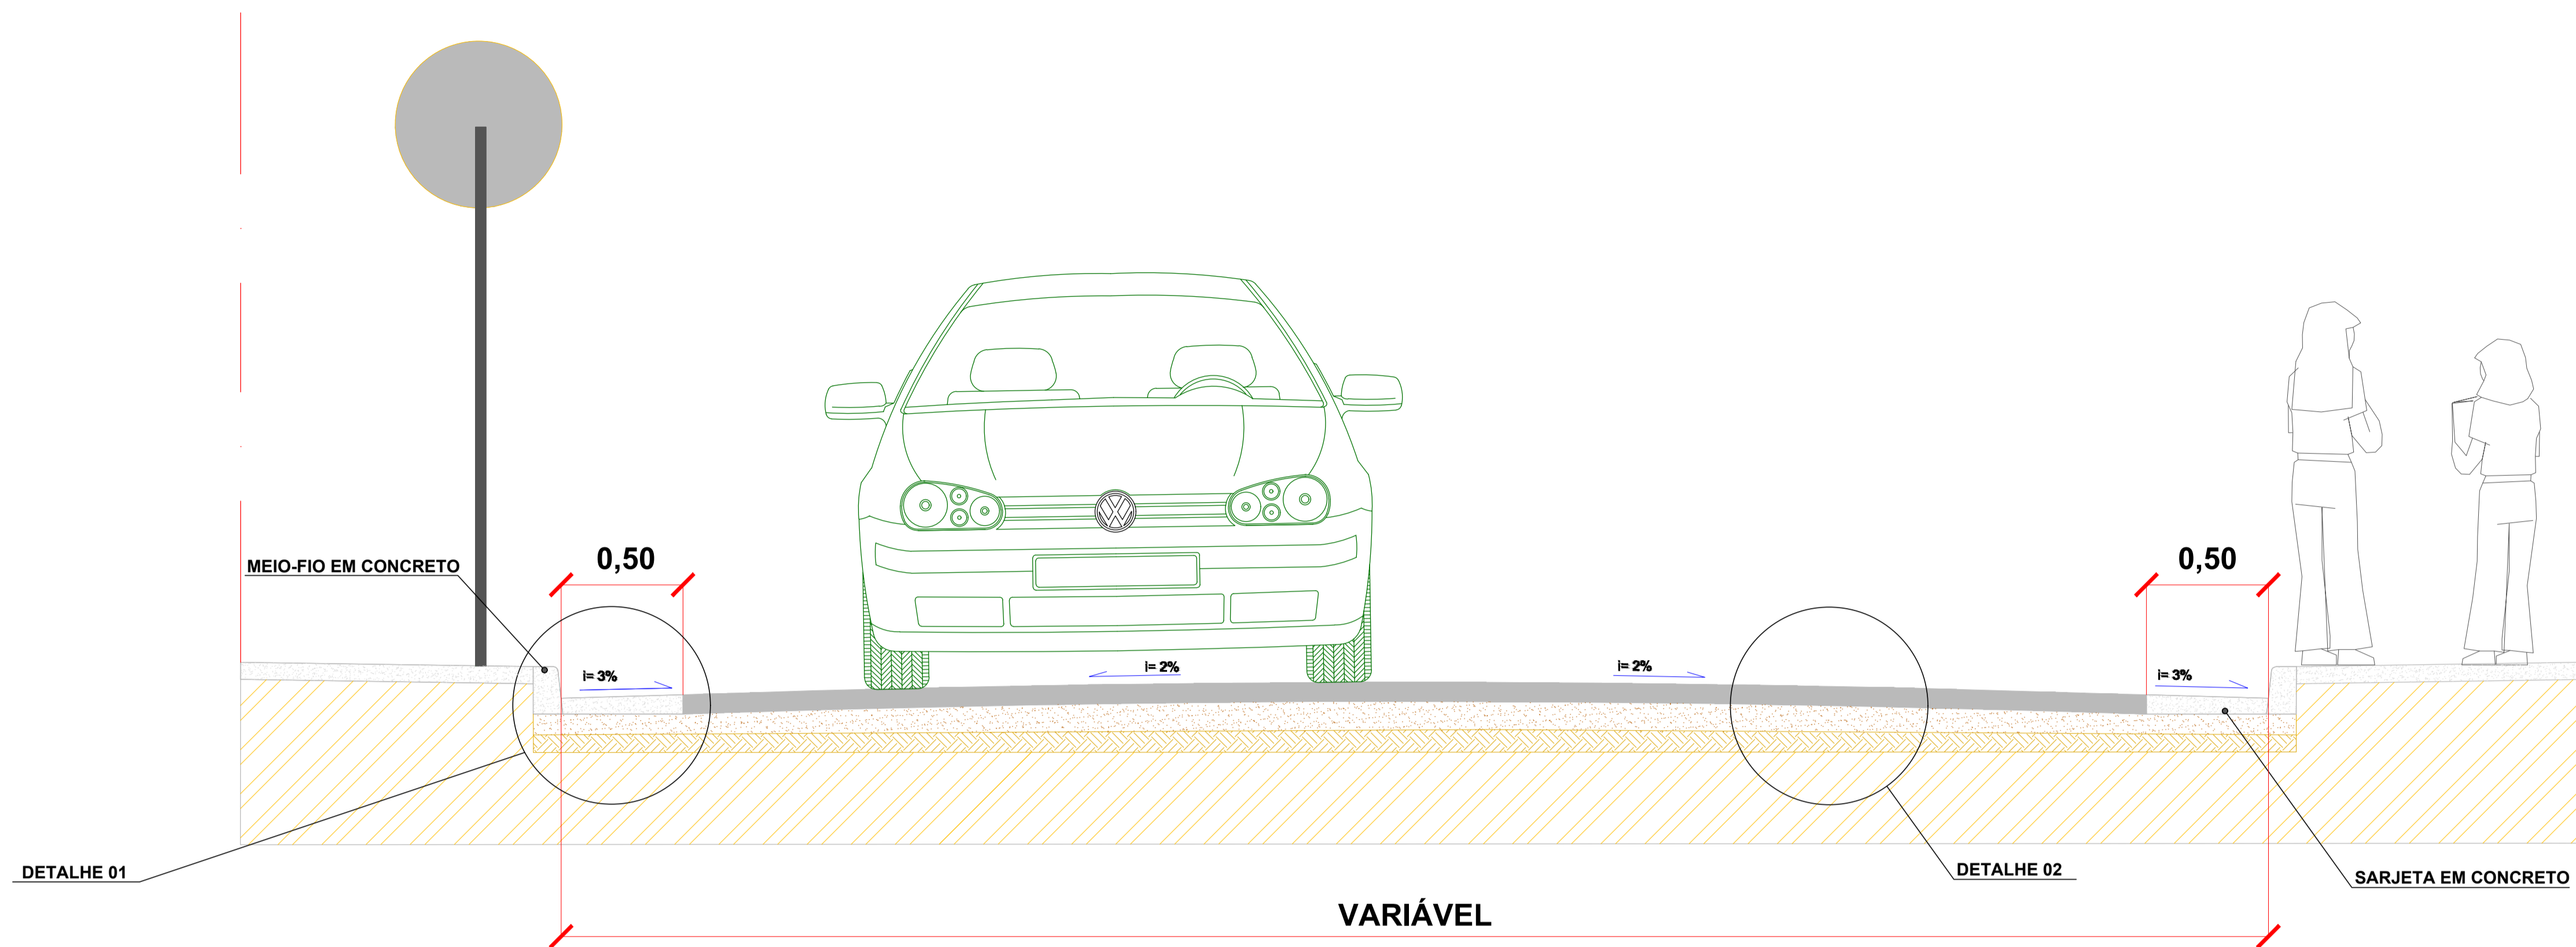 0,50
0,50
MEIO-FIO EM CONCRETO
i= 3%
i= 2%
i= 2%
i= 3%
DETALHE 01
DETALHE 02
SARJETA EM CONCRETO
VARIÁVEL